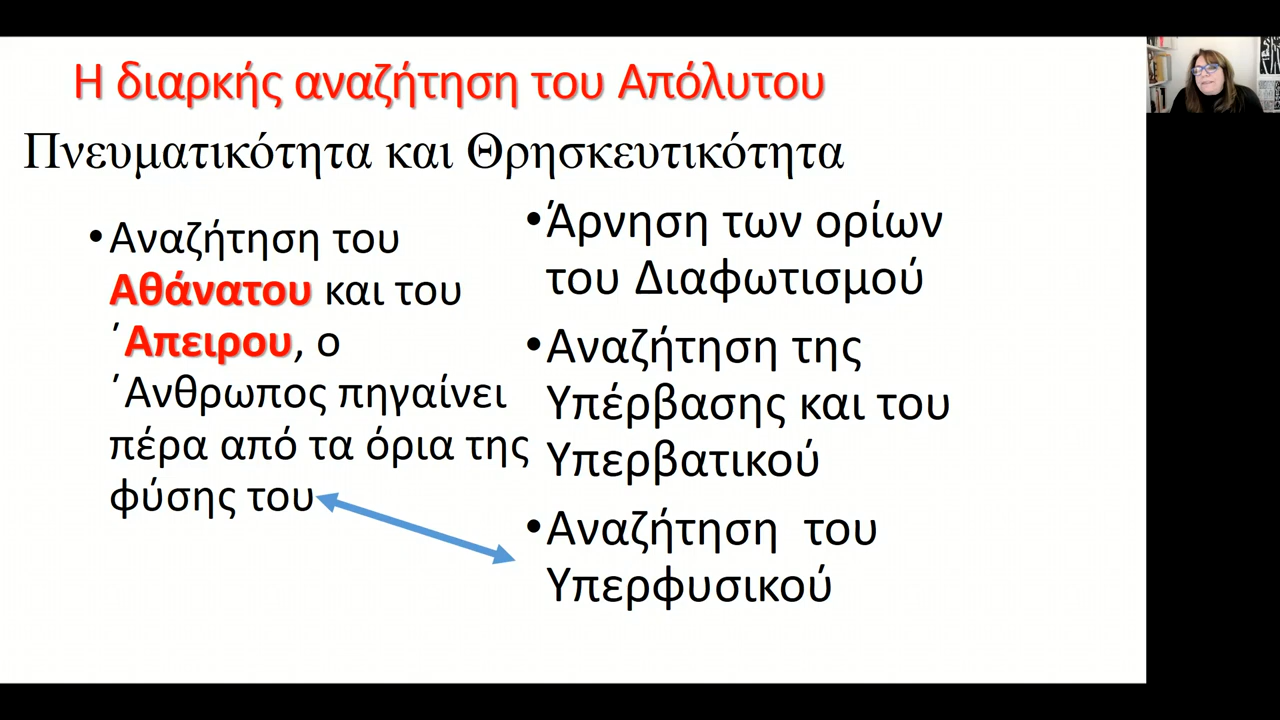 Η διαρκής αναζήτηση του Απόλυτου
Πνευματικότητα και Θρησκευτικότητα
•Αναζήτηση του
Αθάνατου και του
΄Απειρου, ο
΄Ανθρωπος πηγαίνει
πέρα από τα όρια της
φύσης του
•Άρνηση των ορίων
του Διαφωτισμού
•Αναζήτηση της
Υπέρβασης και του
Υπερβατικού
•Αναζήτηση του
Υπερφυσικού